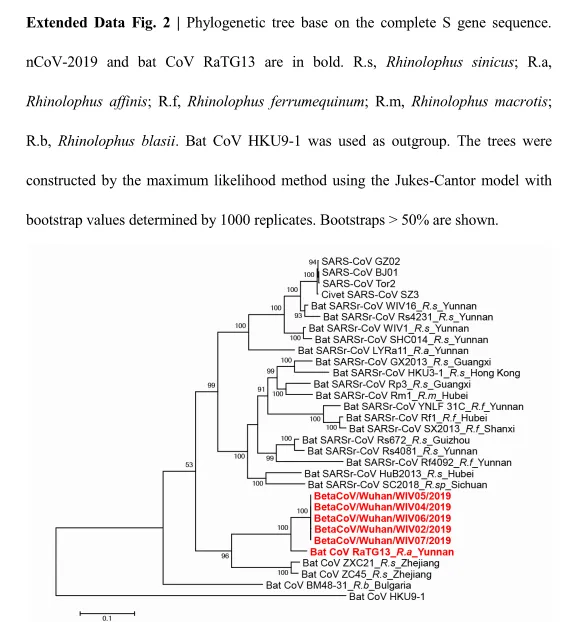 Extended Data Fig. 2 | Phylogenetic tree base on the complete S gene sequence.
nCoV-2019 and bat CoV RaTG13 are in bold. R.s, Rhinolophus sinicus; R.a,
Rhinolophus affinis; R.f, Rhinolophus ferrumequinum; R.m, Rhinolophus macrotis;
R.b, Rhinolophus blasii. Bat CoV HKU9-1 was used as outgroup. The trees were
constructed by the maximum likelihood method using the Jukes-Cantor model with
bootstrap values determined by 1000 replicates. Bootstraps > 50% are shown.
94 SARS-CoV GZ02
100 SARS-CoV BJ01
SARS-CoV Tor2
100 Civet SARS-CoV SZ3
100 Bat SARSr-CoV WIV16_R.s_Yunnan
93 Bat SARSr-CoV Rs4231_R.s_Yunnan
100 Bat SARSr-CoV WIV1_R.s_Yunnan
100 Bat SARSr-CoV SHC014_R.s_Yunnan
Bat SARSr-CoV LYRa11_R.a_Yunnan
100 Bat SARSr-CoV GX2013_R.s_Guangxi
99 Bat SARSr-CoV HKU3-1_R.s_Hong Kong
99 91 Bat SARSr-CoV Rp3_R.s_Guangxi
100 Bat SARSr-CoV Rm1_R.m_Hubei
Bat SARSr-CoV YNLF 31C_R.f_Yunnan
100 Bat SARSr-CoV Rf1_R.f_Hubei
100 Bat SARSr-CoV SX2013_R.f_Shanxi
100 Bat SARSr-CoV Rs672_R.s_Guizhou
100 Bat SARSr-CoV Rs4081_R.s_Yunnan
53 99 Bat SARSr-CoV Rf4092_R.f_Yunnan
Bat SARSr-CoV HuB2013_R.s_Hubei
100 Bat SARSr-CoV SC2018_R.sp_Sichuan
BetaCoV/Wuhan/WIV05/2019
BetaCoV/Wuhan/WIV04/2019
100 BetaCoV/Wuhan/WIV06/2019
100 BetaCoV/Wuhan/WIV02/2019
BetaCoV/Wuhan/WIV07/2019
96 Bat CoV RaTG13_R.a_Yunnan
Bat CoV ZXC21_R.s_Zhejiang
100 Bat CoV ZC45_R.s_Zhejiang
Bat CoV BM48-31_R.b_Bulgaria
Bat CoV HKU9-1
0.1